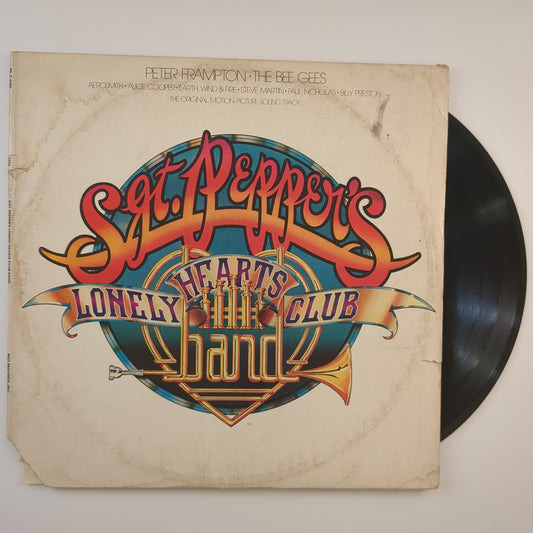 PETER FRAMPTON • THE BEE GEES
AEROSMITH • ALICE COOPER • EARTH, WIND & FIRE • STEVE MARTIN • PAUL NICHOLAS • BILLY PRESTON
THE ORIGINAL MOTION PICTURE SOUND TRACK
Sgt. Pepper's
LONELY HEARTS CLUB
band